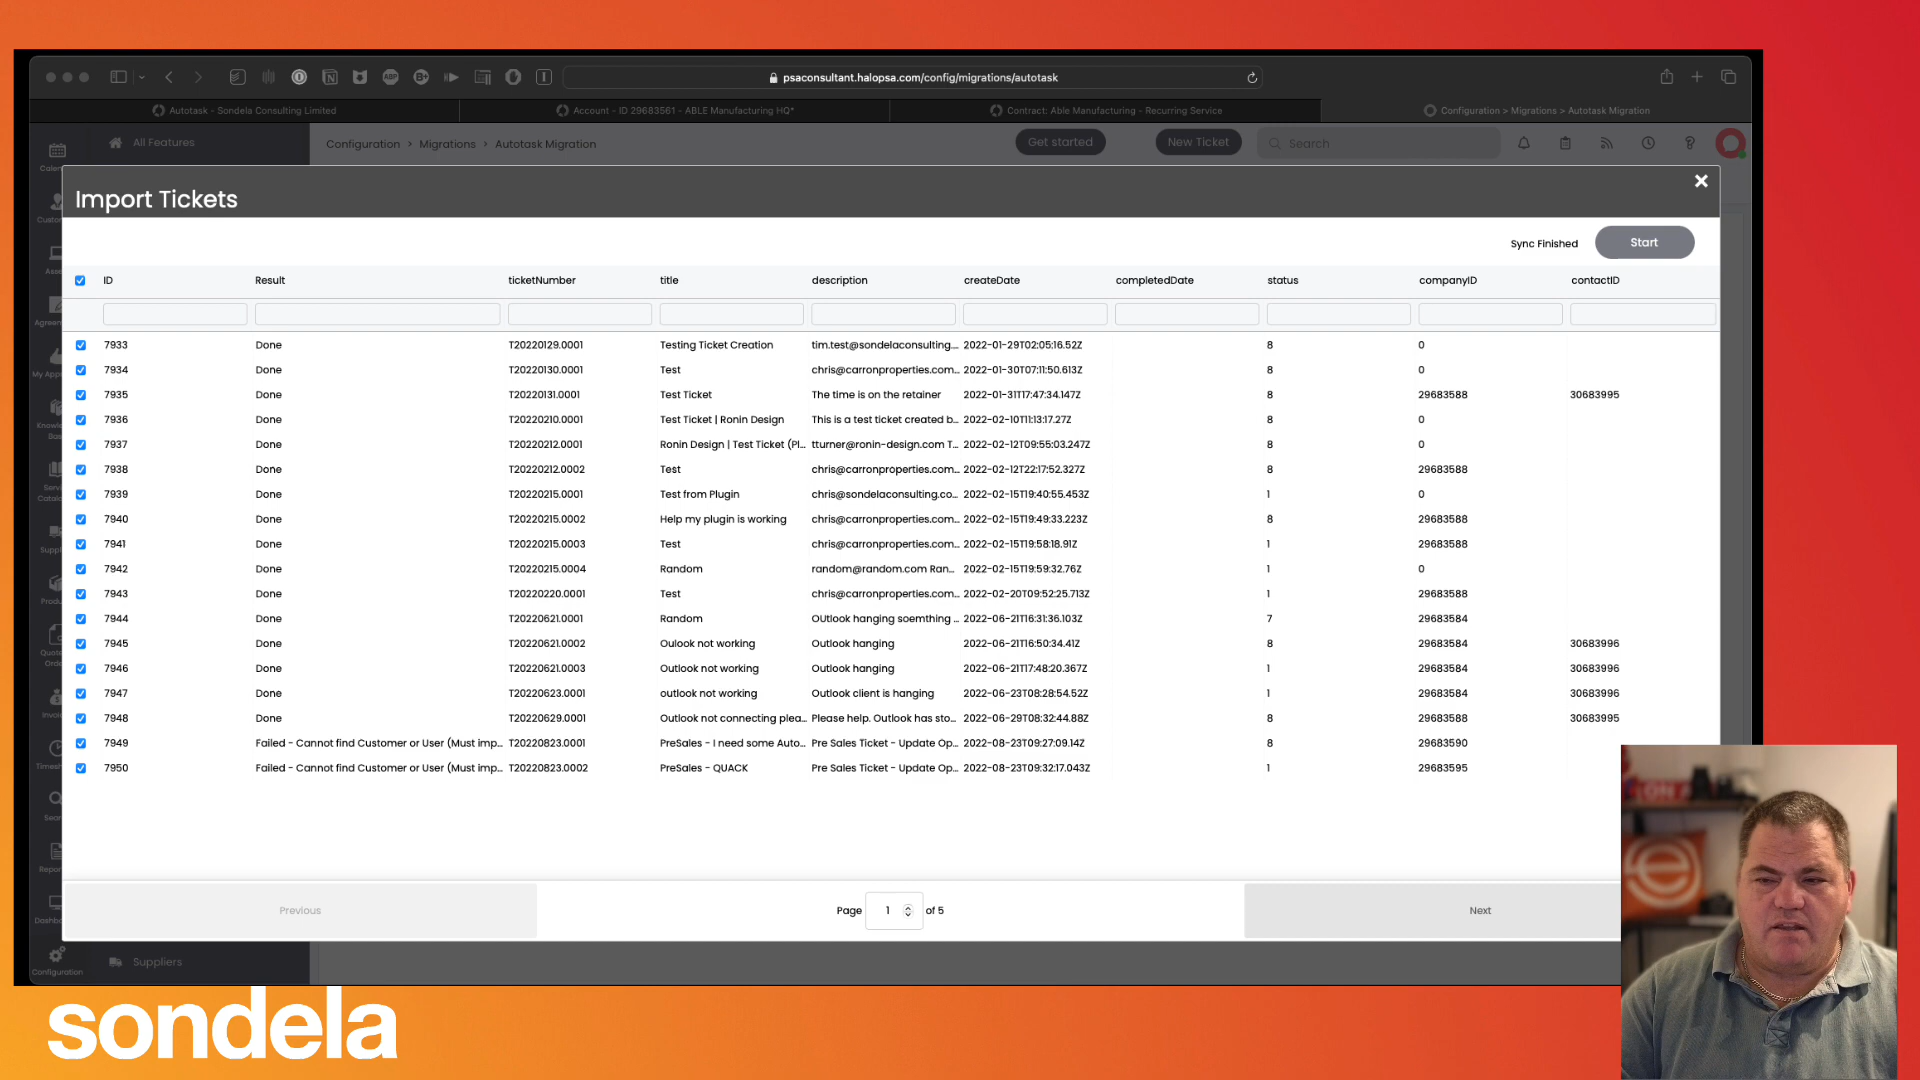 psaconsultant.halopsa.com/config/migrations/autotask
Autotask - Sondela Consulting Limited
Account - ID 29683561 - ABLE Manufacturing HQ*
Contract: Able Manufacturing - Recurring Service
Configuration > Migrations > Autotask Migration
All Features
Configuration > Migrations > Autotask Migration
Get started
New Ticket
Search
Import Tickets
Sync Finished
Start
ID Result ticketNumber title description createDate completedDate status companyID contactID
7933 Done T20220129.0001 Testing Ticket Creation tim.test@sondelaconsulting.... 2022-01-29T02:05:16.52Z 8 0
7934 Done T20220130.0001 Test chris@carronproperties.com... 2022-01-30T07:11:50.613Z 8 0
7935 Done T20220131.0001 Test Ticket The time is on the retainer 2022-01-31T17:47:34.147Z 8 29683588 30683995
7936 Done T20220210.0001 Test Ticket | Ronin Design This is a test ticket created b... 2022-02-10T11:13:17.27Z 8 0
7937 Done T20220212.0001 Ronin Design | Test Ticket (Pl... tturner@ronin-design.com T... 2022-02-12T09:55:03.247Z 8 0
7938 Done T20220212.0002 Test chris@carronproperties.com... 2022-02-12T22:17:52.327Z 8 29683588
7939 Done T20220215.0001 Test from Plugin chris@sondelaconsulting.co... 2022-02-15T19:40:55.453Z 1 0
7940 Done T20220215.0002 Help my plugin is working chris@carronproperties.com... 2022-02-15T19:49:33.223Z 8 29683588
7941 Done T20220215.0003 Test chris@carronproperties.com... 2022-02-15T19:58:18.91Z 1 29683588
7942 Done T20220215.0004 Random random@random.com Ran... 2022-02-15T19:59:32.76Z 1 0
7943 Done T20220220.0001 Test chris@carronproperties.com... 2022-02-20T09:52:25.713Z 1 29683588
7944 Done T20220621.0001 Random OUtlook hanging soemthing ... 2022-06-21T16:31:36.103Z 7 29683584
7945 Done T20220621.0002 Oulook not working Outlook hanging 2022-06-21T16:50:34.41Z 8 29683584 30683996
7946 Done T20220621.0003 Outlook not working Outlook hanging 2022-06-21T17:48:20.367Z 1 29683584 30683996
7947 Done T20220623.0001 outlook not working Outlook client is hanging 2022-06-23T08:28:54.52Z 1 29683584 30683996
7948 Done T20220629.0001 Outlook not connecting plea... Please help. Outlook has sto... 2022-06-29T08:32:44.88Z 8 29683588 30683995
7949 Failed - Cannot find Customer or User (Must imp... T20220823.0001 PreSales - I need some Auto... Pre Sales Ticket - Update Op... 2022-08-23T09:27:09.14Z 8 29683590
7950 Failed - Cannot find Customer or User (Must imp... T20220823.0002 PreSales - QUACK Pre Sales Ticket - Update Op... 2022-08-23T09:32:17.043Z 1 29683595
Previous
Page 1 of 5
Next
Configuration
Suppliers
sondela